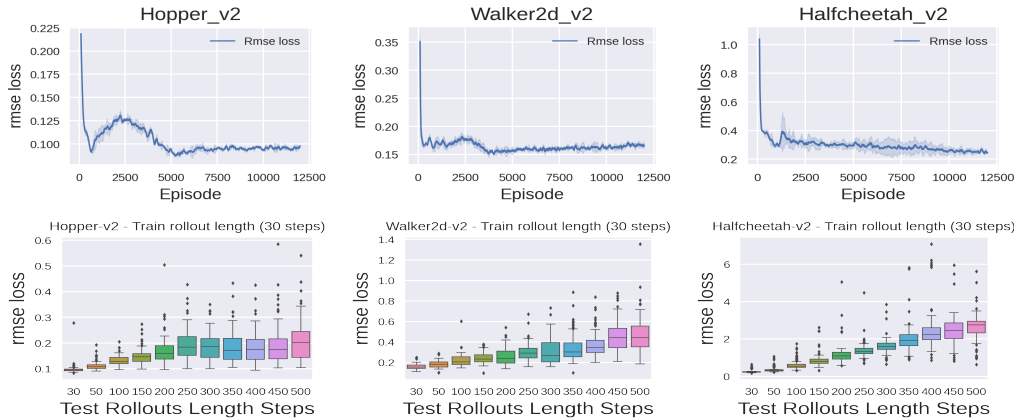 Hopper_v2
Walker2d_v2
Halfcheetah_v2
rmse loss
0.225
0.200
0.175
0.150
0.125
0.100
Rmse loss
0 2500 5000 7500 10000 12500
Episode
rmse loss
0.35
0.30
0.25
0.20
0.15
Rmse loss
0 2500 5000 7500 10000 12500
Episode
rmse loss
1.0
0.8
0.6
0.4
0.2
Rmse loss
0 2500 5000 7500 10000 12500
Episode
Hopper-v2 - Train rollout length (30 steps)
rmse loss
0.6
0.5
0.4
0.3
0.2
0.1
30 50 100 150 200 250 300 350 400 450 500
Test Rollouts Length Steps
Walker2d-v2 - Train rollout length (30 steps)
rmse loss
1.4
1.2
1.0
0.8
0.6
0.4
0.2
30 50 100 150 200 250 300 350 400 450 500
Test Rollouts Length Steps
Halfcheetah-v2 - Train rollout length (30 steps)
rmse loss
6
4
2
0
30 50 100 150 200 250 300 350 400 450 500
Test Rollouts Length Steps